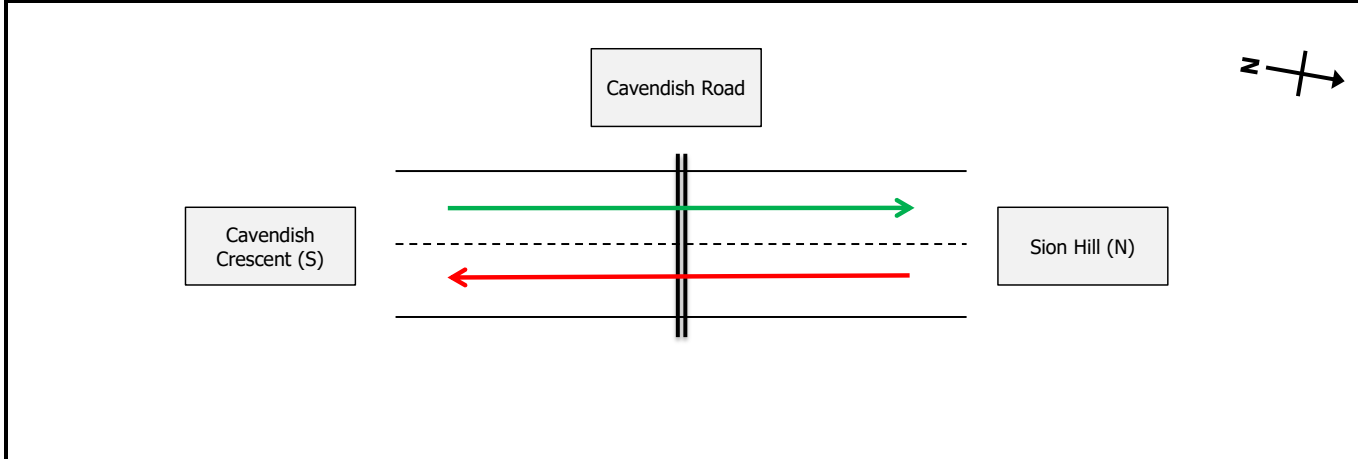 Cavendish Road
N
Cavendish
Crescent (S)
Sion Hill (N)